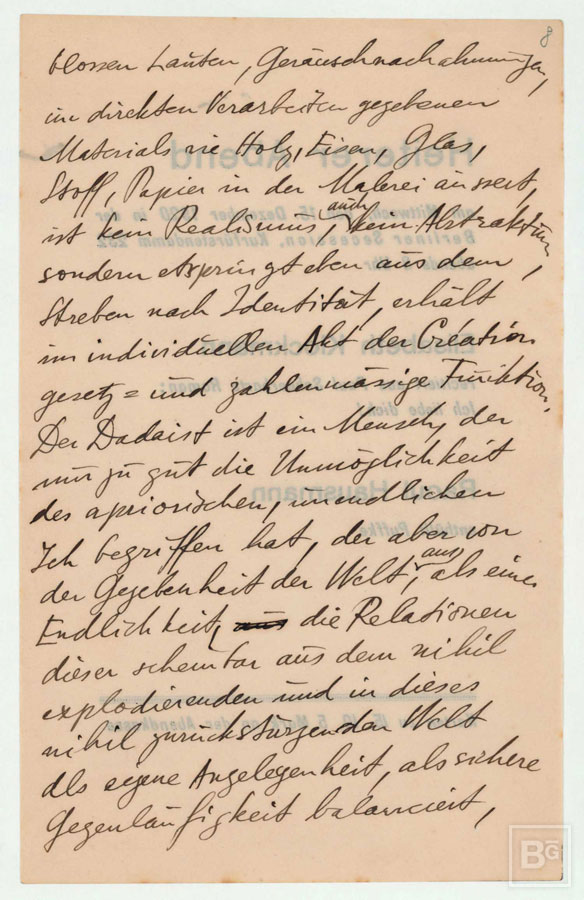 8
blossen Lauten, Geräuschnachahmungen,
im direkten Verarbeiten gegebenen
Materials wie Holz, Eisen, Glas,
Stoff, Papier in der Malerei äussert,
ist kein Realismus, auch kein Abstraktum,
sondern etspringt eben aus dem
Streben nach Identität, erhält
im individuellen Akt der Creation
gesetz= und zahlenmässige Funktion.
Der Dadaist ist ein Mensch, der
nur zu gut die Unmöglichkeit
des apriorischen, unendlichen
Ich begriffen hat, der aber von
der Gegebenheit der Welt, aus, als einer
Endlichkeit, aus die Relationen
dieser scheinbar aus dem nihil
explodierenden und in dieses
nihil zurückstürzenden Welt
als eigene Angelegenheit, als sichere
Gegenläufigkeit balanciert,
BG